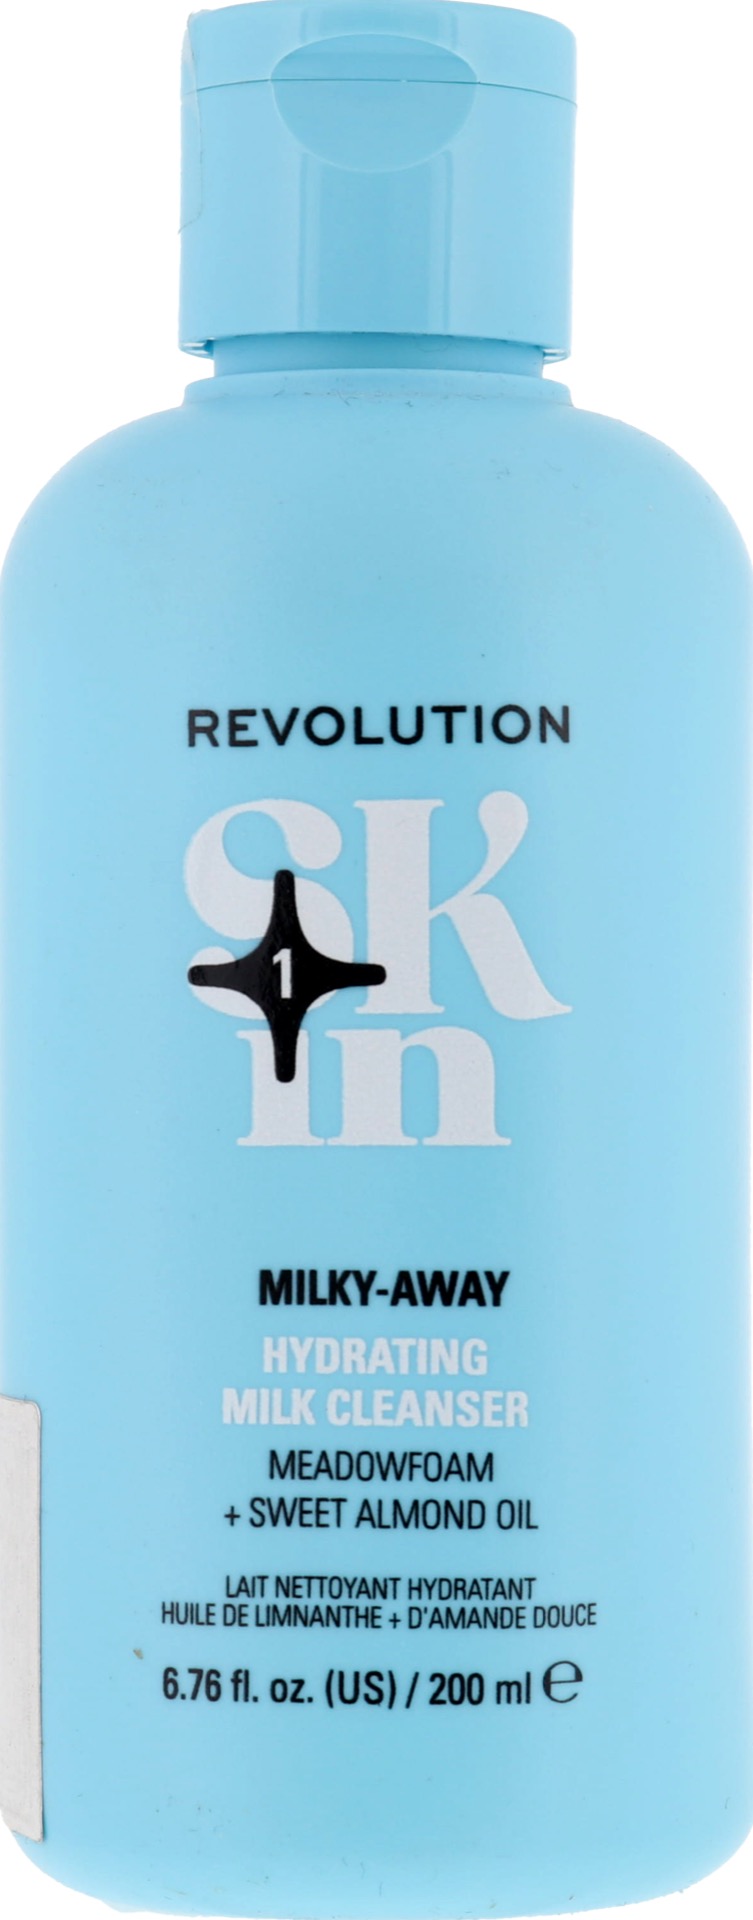 REVOLUTION
SK
1
in
MILKY-AWAY
HYDRATING
MILK CLEANSER
MEADOWFOAM
+ SWEET ALMOND OIL
LAIT NETTOYANT HYDRATANT
HUILE DE LIMNANTHE + D'AMANDE DOUCE
6.76 fl. oz. (US) / 200 ml e